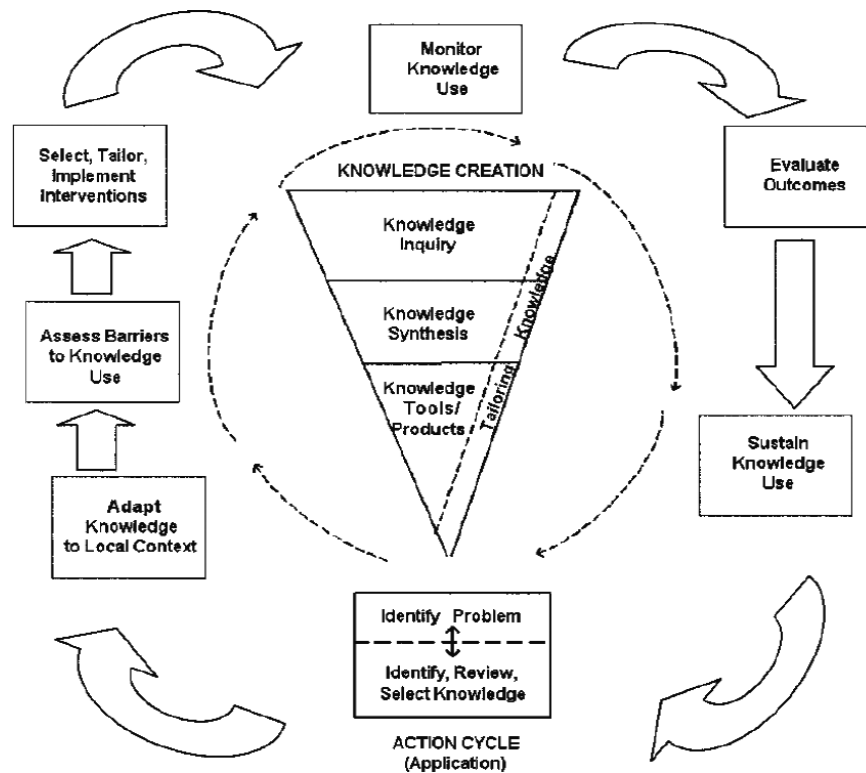 Monitor
Knowledge
Use
Select, Tailor,
Implement
Interventions
Evaluate
Outcomes
KNOWLEDGE CREATION
Knowledge
Inquiry
Knowledge
Synthesis
Knowledge
Tools/
Products
Tailoring Knowledge
Assess Barriers
to Knowledge
Use
Sustain
Knowledge
Use
Adapt
Knowledge
to Local Context
Identify Problem
Identify, Review,
Select Knowledge
ACTION CYCLE
(Application)